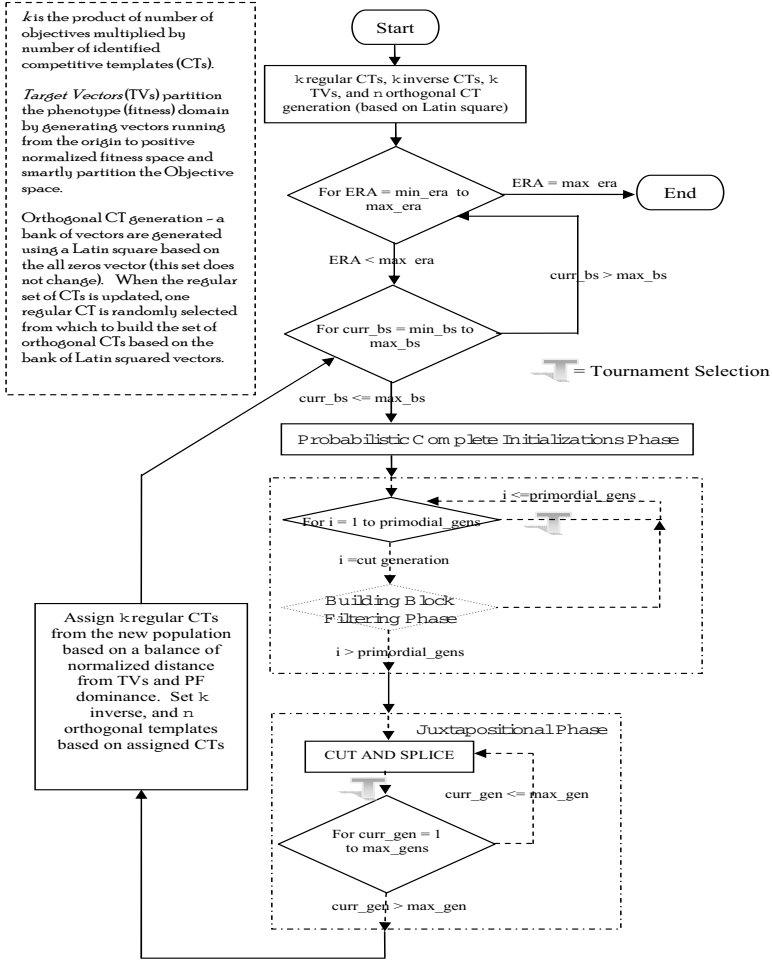 k is the product of number of
objectives multiplied by
number of identified
competitive templates (CTs).
Target Vectors (TVs) partition
the phenotype (fitness) domain
by generating vectors running
from the origin to positive
normalized fitness space and
smartly partition the Objective
space.
Orthogonal CT generation – a
bank of vectors are generated
using a Latin square based on
the all zeros vector (this set does
not change). When the regular
set of CTs is updated, one
regular CT is randomly selected
from which to build the set of
orthogonal CTs based on the
bank of Latin squared vectors.
Start
k regular CTs, k inverse CTs, k
TVs, and n orthogonal CT
generation (based on Latin square)
For ERA = min_era to
max_era
ERA = max_era
End
ERA < max_era
curr_bs > max_bs
For curr_bs = min_bs to
max_bs
= Tournament Selection
curr_bs <= max_bs
Probabilistic Complete Initializations Phase
i <=primordial_gens
For i = 1 to primodial_gens
i =cut generation
Building Block
Filtering Phase
i > primordial_gens
Assign k regular CTs
from the new population
based on a balance of
normalized distance
from TVs and PF
dominance. Set k
inverse, and n
orthogonal templates
based on assigned CTs
Juxtapositional Phase
CUT AND SPLICE
curr_gen <= max_gen
For curr_gen = 1
to max_gens
curr_gen > max_gen